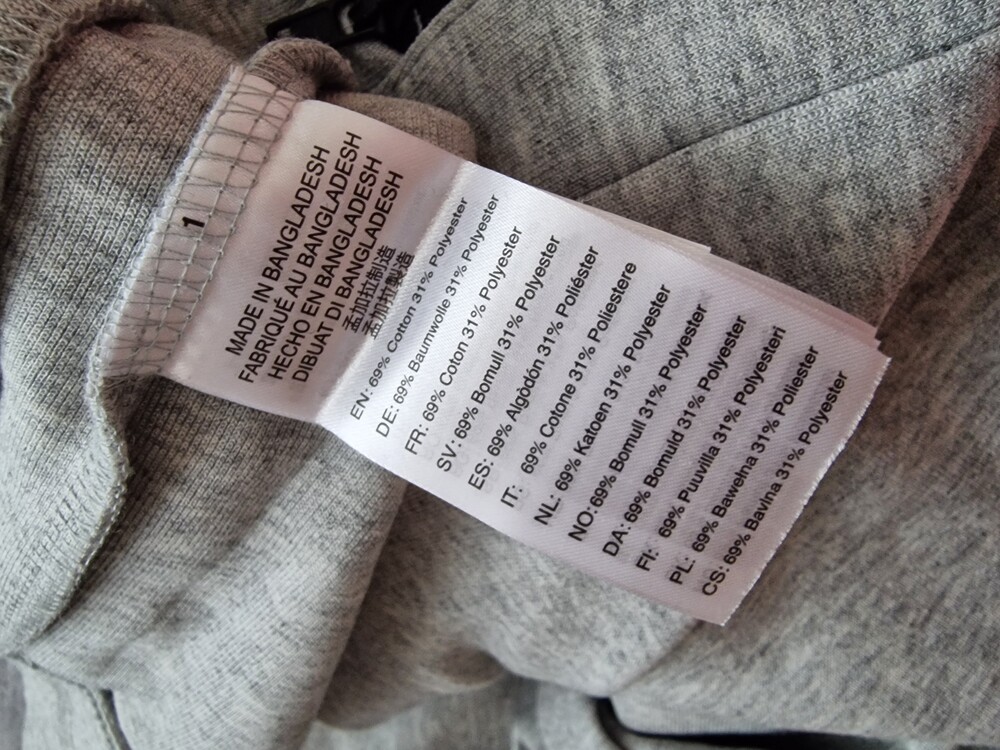 1
MADE IN BANGLADESH
FABRIQUÉ AU BANGLADESH
HECHO EN BANGLADESH
DIBUAT DI BANGLADESH
孟加拉制造
孟加拉製造
EN: 69% Cotton 31% Polyester
DE: 69% Baumwolle 31% Polyester
FR: 69% Coton 31% Polyester
SV: 69% Bomull 31% Polyester
ES: 69% Algòdón 31% Poliéster
IT: 69% Cotone 31% Poliestere
NL: 69% Katoen 31% Polyester
NO: 69% Bomull 31% Polyester
DA: 69% Bomuld 31% Polyester
FI: 69% Puuvilla 31% Polyesteri
PL: 69% Bawełna 31% Poliester
CS: 69% Bavlna 31% Polyester